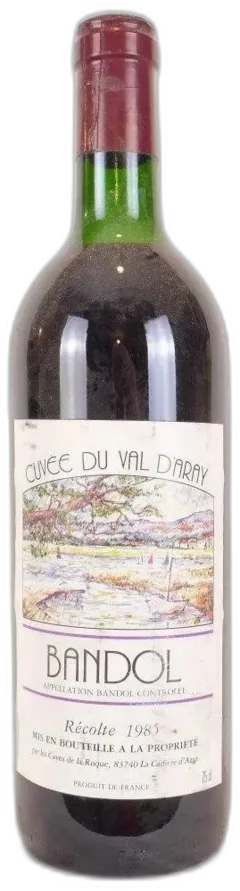 CUVÉE DU VAL D'ARAY
BANDOL
APPELLATION BANDOL CONTROLÉE
Récolte 1985
MIS EN BOUTEILLE A LA PROPRIETÉ
par les Caves de la Roque, 83740 La Cadière d'Azur
75 cl
PRODUIT DE FRANCE